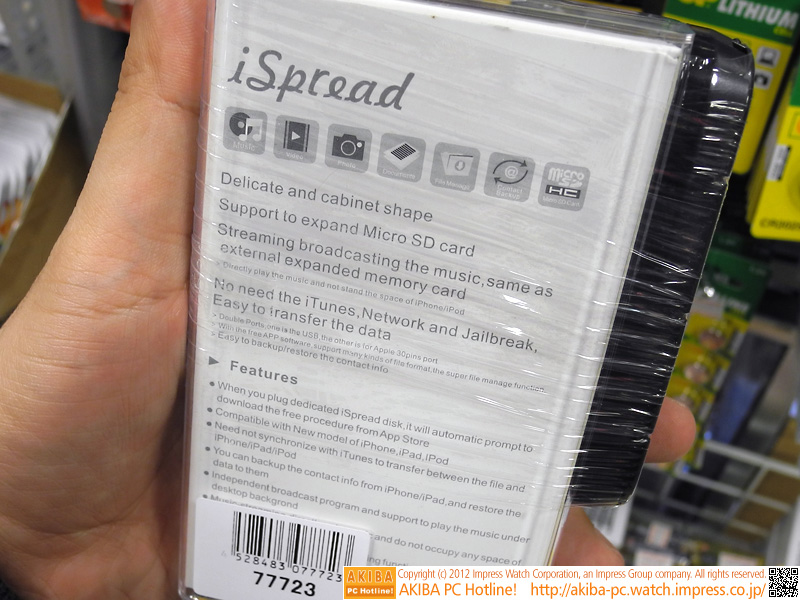 LITHIUM
iSpread
Music
Video
Photo
Documents
File Manage
Contact Backup
micro SD HC
Micro SD Card
Delicate and cabinet shape
Support to expand Micro SD card
Streaming broadcasting the music,same as
external expanded memory card
> Directly play the music and not stand the space of iPhone/iPod
No need the iTunes,Network and Jailbreak,
Easy to transfer the data
> Double Ports,one is the USB,the other is for Apple 30pins port
> With the free APP software,support many kinds of file format,the super file manage function
> Easy to backup/restore the contact info
▶ Features
● When you plug dedicated iSpread disk,it will automatic prompt to
download the free procedure from App Store
● Compatible with New model of iPhone,iPad,iPod
● Need not synchronize with iTunes to transfer between the file and
iPhone/iPad/iPod
● You can backup the contact info from iPhone/iPad,and restore the
data to them
● Independent broadcast program and support to play the music under
desktop backgrond
● Music
and do not occupy any space of
4 528483 077723
77723
AKIBA
PC Hotline!
Copyright (c) 2012 Impress Watch Corporation, an Impress Group company. All rights reserved.
AKIBA PC Hotline! http://akiba-pc.watch.impress.co.jp/